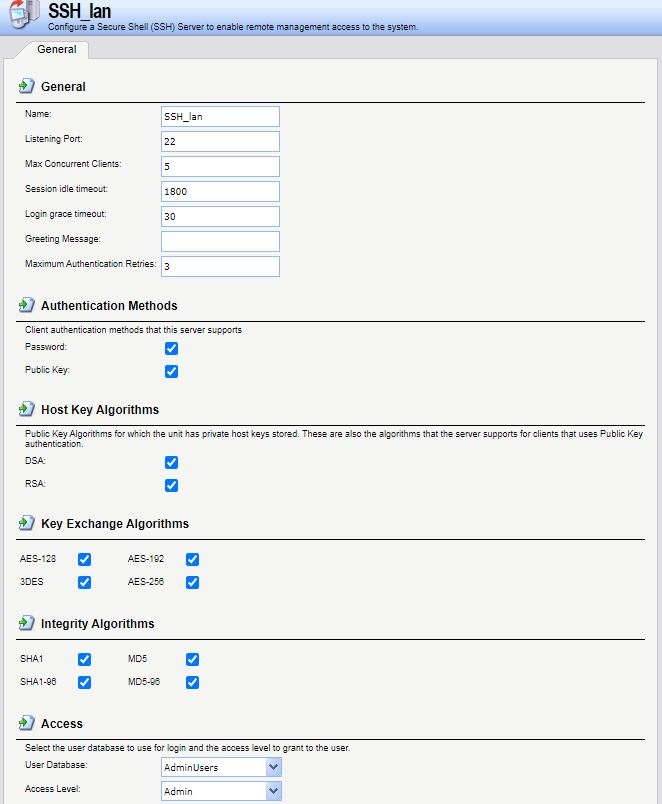 SSH_lan
Configure a Secure Shell (SSH) Server to enable remote management access to the system.
General
General
Name: SSH_lan
Listening Port: 22
Max Concurrent Clients: 5
Session idle timeout: 1800
Login grace timeout: 30
Greeting Message:
Maximum Authentication Retries: 3
Authentication Methods
Client authentication methods that this server supports
Password:
Public Key:
Host Key Algorithms
Public Key Algorithms for which the unit has private host keys stored. These are also the algorithms that the server supports for clients that uses Public Key
authentication.
DSA:
RSA:
Key Exchange Algorithms
AES-128 AES-192
3DES AES-256
Integrity Algorithms
SHA1 MD5
SHA1-96 MD5-96
Access
Select the user database to use for login and the access level to grant to the user.
User Database: AdminUsers
Access Level: Admin